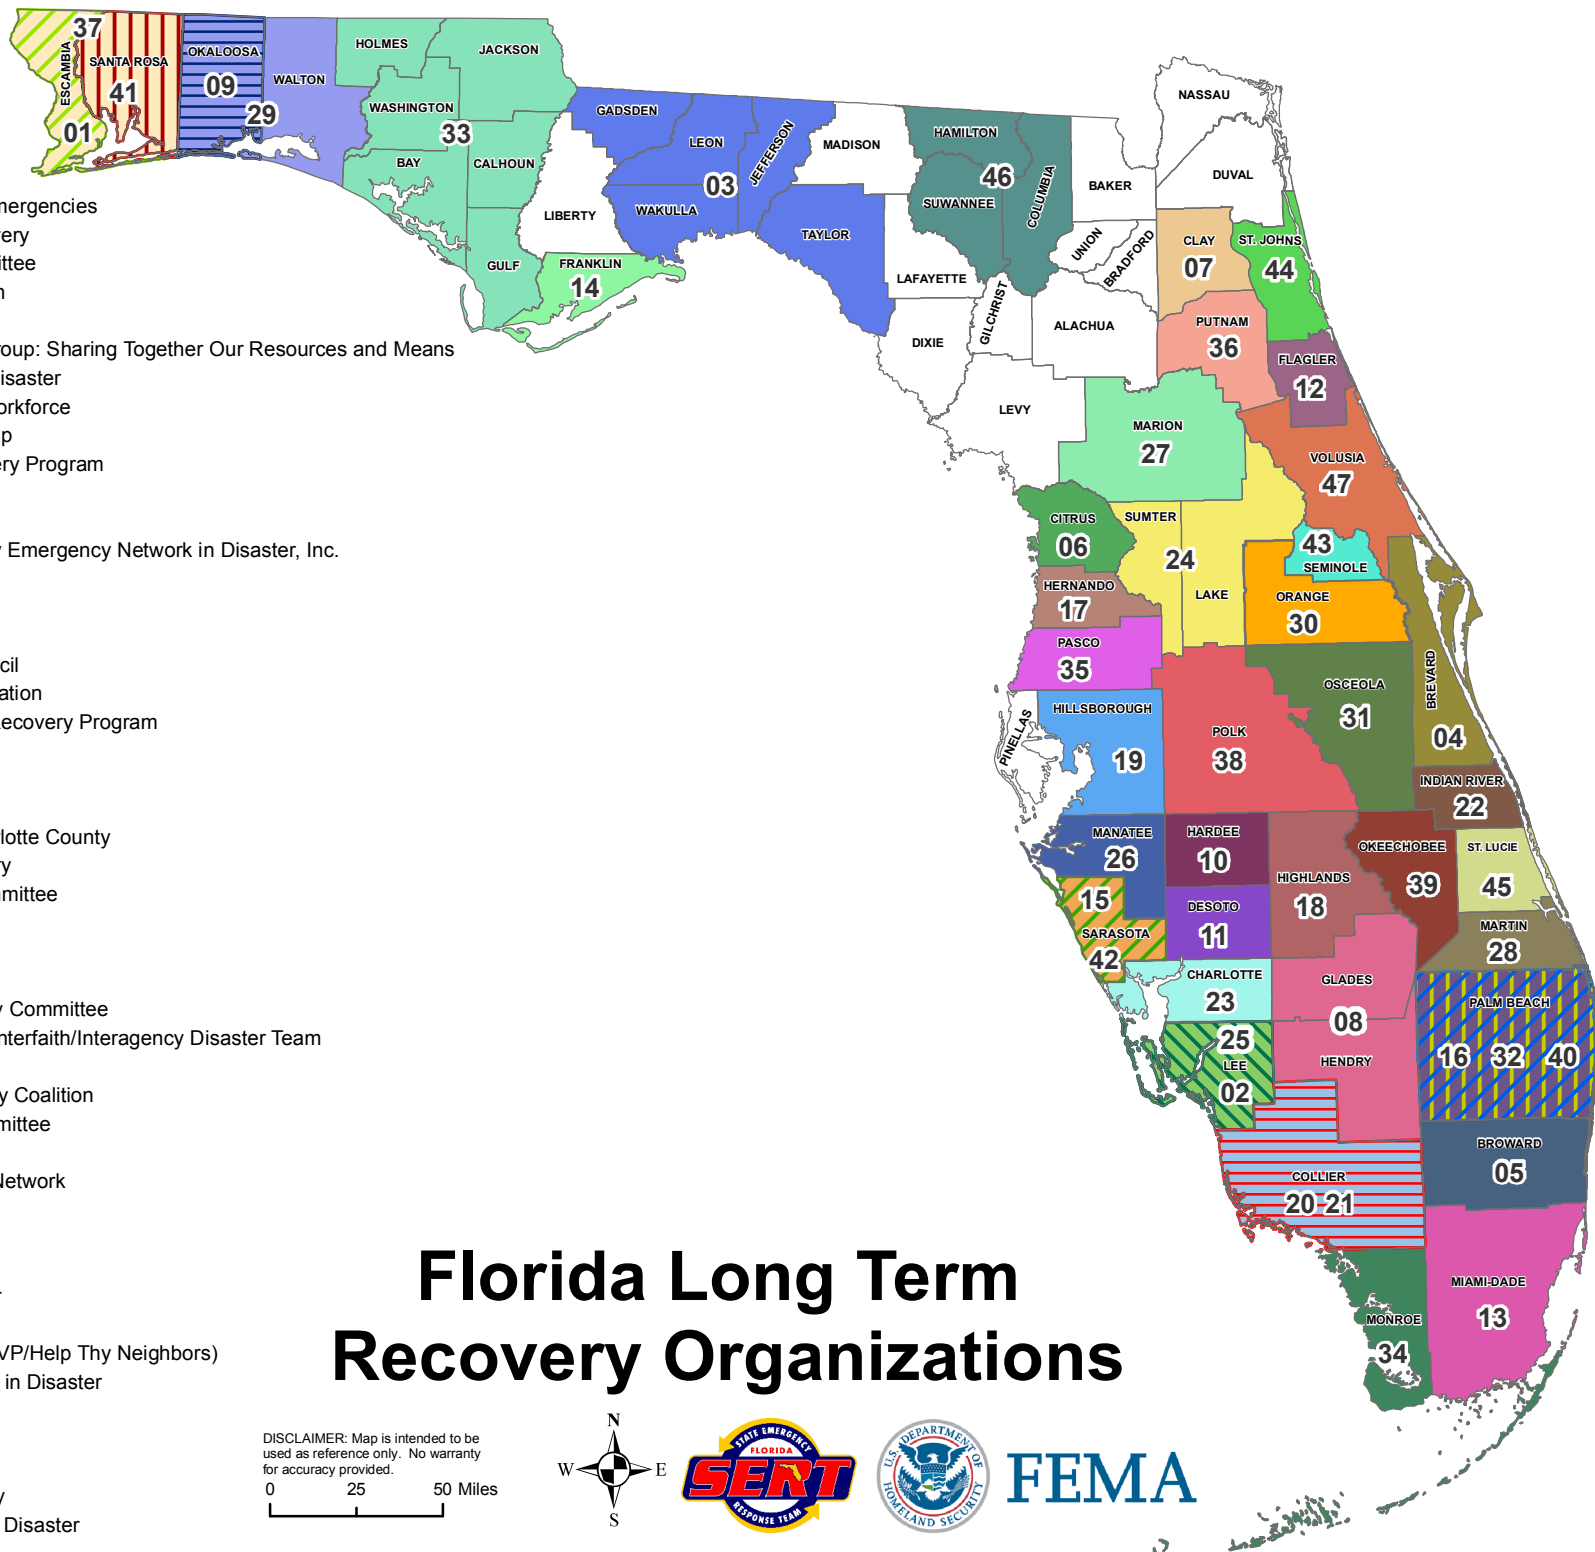 37
ESCAMBIA
SANTA ROSA
41
01
OKALOOSA
09
29
WALTON
HOLMES
JACKSON
WASHINGTON
33
BAY
CALHOUN
GULF
LIBERTY
FRANKLIN
14
GADSDEN
LEON
JEFFERSON
03
WAKULLA
MADISON
TAYLOR
HAMILTON
46
SUWANNEE
COLUMBIA
LAFAYETTE
DIXIE
GILCHRIST
NASSAU
DUVAL
BAKER
UNION
BRADFORD
ALACHUA
LEVY
CLAY
07
ST. JOHNS
44
PUTNAM
36
FLAGLER
12
MARION
27
VOLUSIA
47
CITRUS
06
SUMTER
24
LAKE
43
SEMINOLE
HERNANDO
17
ORANGE
30
PASCO
35
PINELLAS
HILLSBOROUGH
19
POLK
38
OSCEOLA
31
BREVARD
04
INDIAN RIVER
22
MANATEE
26
HARDEE
10
HIGHLANDS
18
OKEECHOBEE
39
ST. LUCIE
45
15
SARASOTA
42
DESOTO
11
MARTIN
28
CHARLOTTE
23
GLADES
08
HENDRY
PALM BEACH
16 32 40
25
LEE
02
BROWARD
05
COLLIER
20 21
MIAMI-DADE
13
MONROE
34
mergencies
very
ittee
n
roup: Sharing Together Our Resources and Means
isaster
orkforce
p
ery Program
y Emergency Network in Disaster, Inc.
cil
ation
Recovery Program
rlotte County
ry
mmittee
y Committee
nterfaith/Interagency Disaster Team
y Coalition
mittee
Network
VP/Help Thy Neighbors)
in Disaster
y
Disaster
Florida Long Term
Recovery Organizations
DISCLAIMER: Map is intended to be
used as reference only. No warranty
for accuracy provided.
0 25 50 Miles
N
W E
S
STATE EMERGENCY
FLORIDA
SERT
RESPONSE TEAM
U.S. DEPARTMENT OF
HOMELAND SECURITY
FEMA